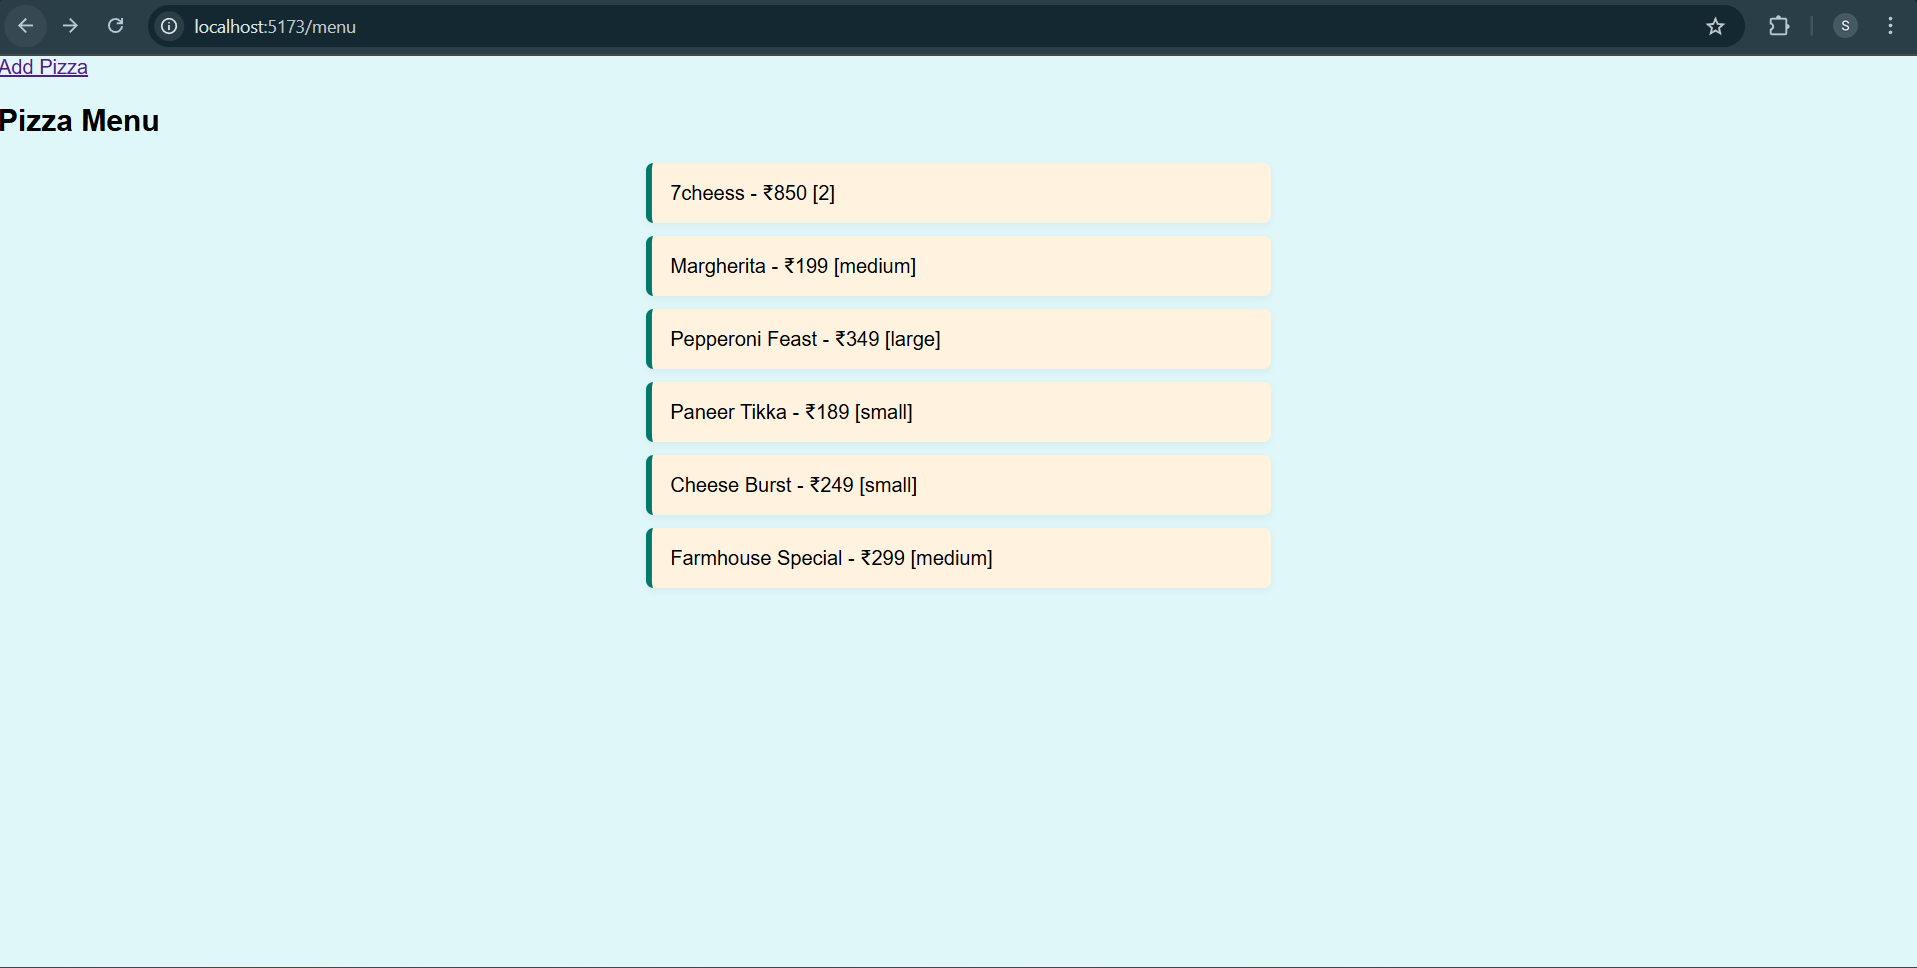 localhost:5173/menu
S
Add Pizza
Pizza Menu
7cheess - ₹850 [2]
Margherita - ₹199 [medium]
Pepperoni Feast - ₹349 [large]
Paneer Tikka - ₹189 [small]
Cheese Burst - ₹249 [small]
Farmhouse Special - ₹299 [medium]